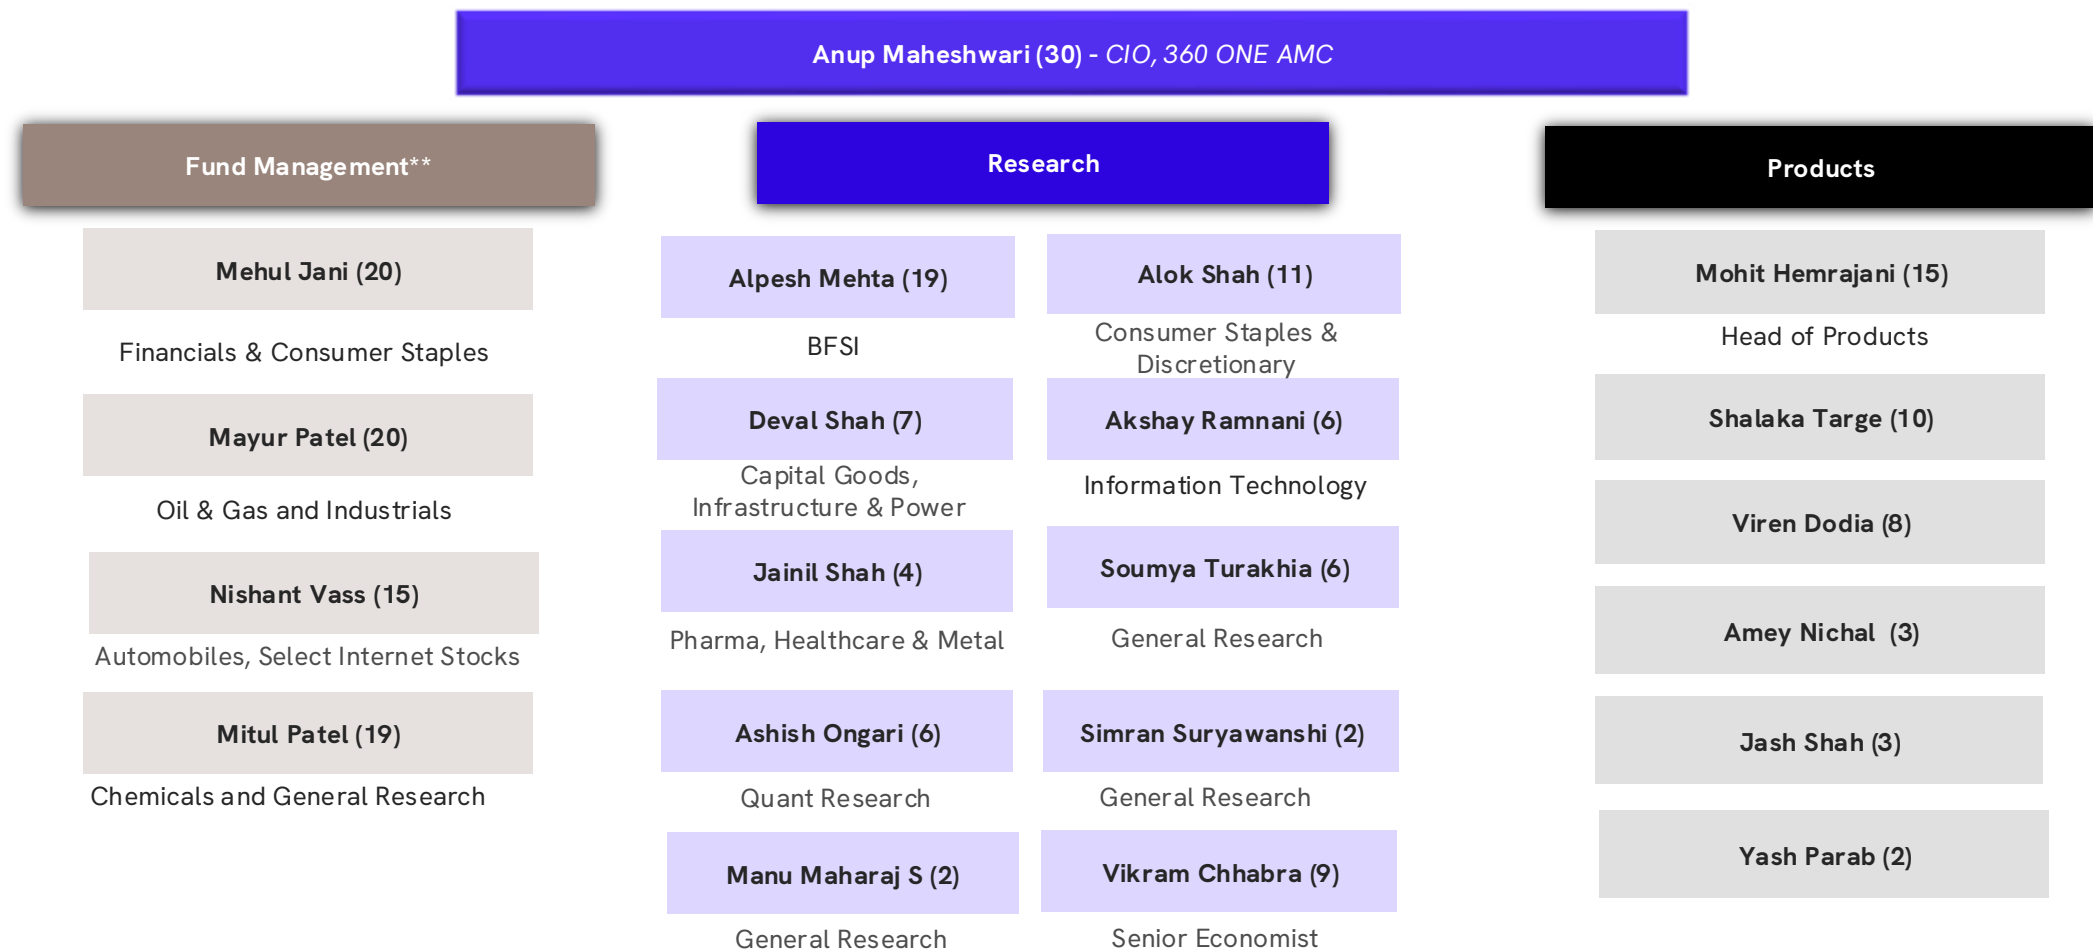 Anup Maheshwari (30) - CIO, 360 ONE AMC
Fund Management**
Mehul Jani (20)
Financials & Consumer Staples
Mayur Patel (20)
Oil & Gas and Industrials
Nishant Vass (15)
Automobiles, Select Internet Stocks
Mitul Patel (19)
Chemicals and General Research
Research
Alpesh Mehta (19)
BFSI
Deval Shah (7)
Capital Goods,
Infrastructure & Power
Jainil Shah (4)
Pharma, Healthcare & Metal
Ashish Ongari (6)
Quant Research
Manu Maharaj S (2)
General Research
Alok Shah (11)
Consumer Staples &
Discretionary
Akshay Ramnani (6)
Information Technology
Soumya Turakhia (6)
General Research
Simran Suryawanshi (2)
General Research
Vikram Chhabra (9)
Senior Economist
Products
Mohit Hemrajani (15)
Head of Products
Shalaka Targe (10)
Viren Dodia (8)
Amey Nichal (3)
Jash Shah (3)
Yash Parab (2)